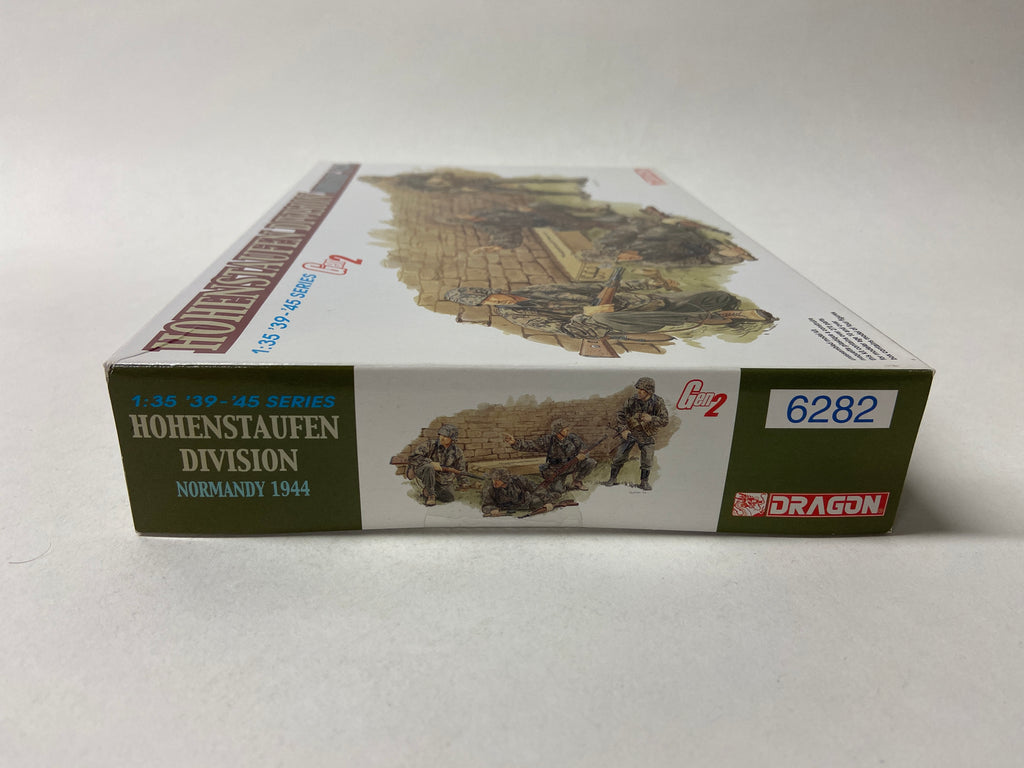 DRAGON
HOHENSTAUFEN DIVISION
1:35 '39-'45 SERIES Gen2
1:35 '39-'45 SERIES
HOHENSTAUFEN
DIVISION
NORMANDY 1944
Gen2
6282
DRAGON